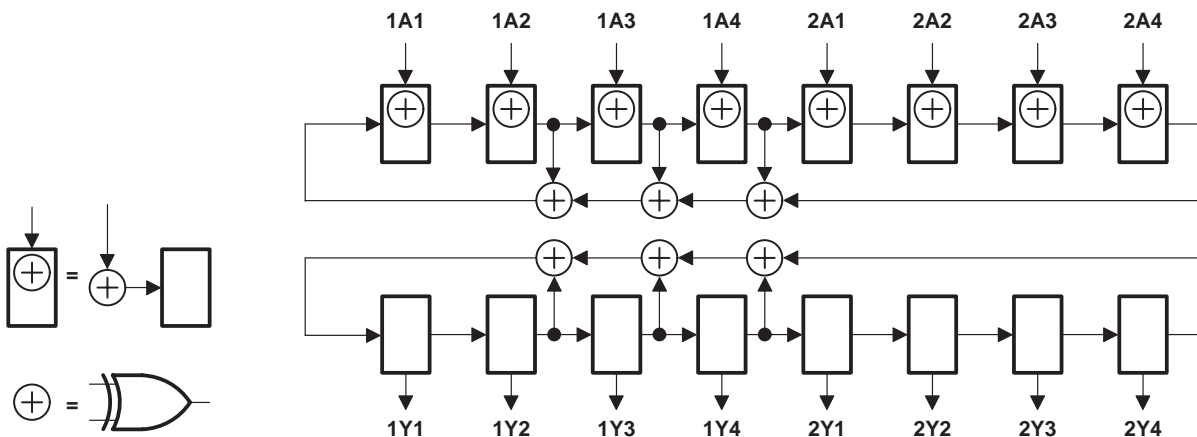 1A1 1A2 1A3 1A4 2A1 2A2 2A3 2A4
=
=
1Y1 1Y2 1Y3 1Y4 2Y1 2Y2 2Y3 2Y4